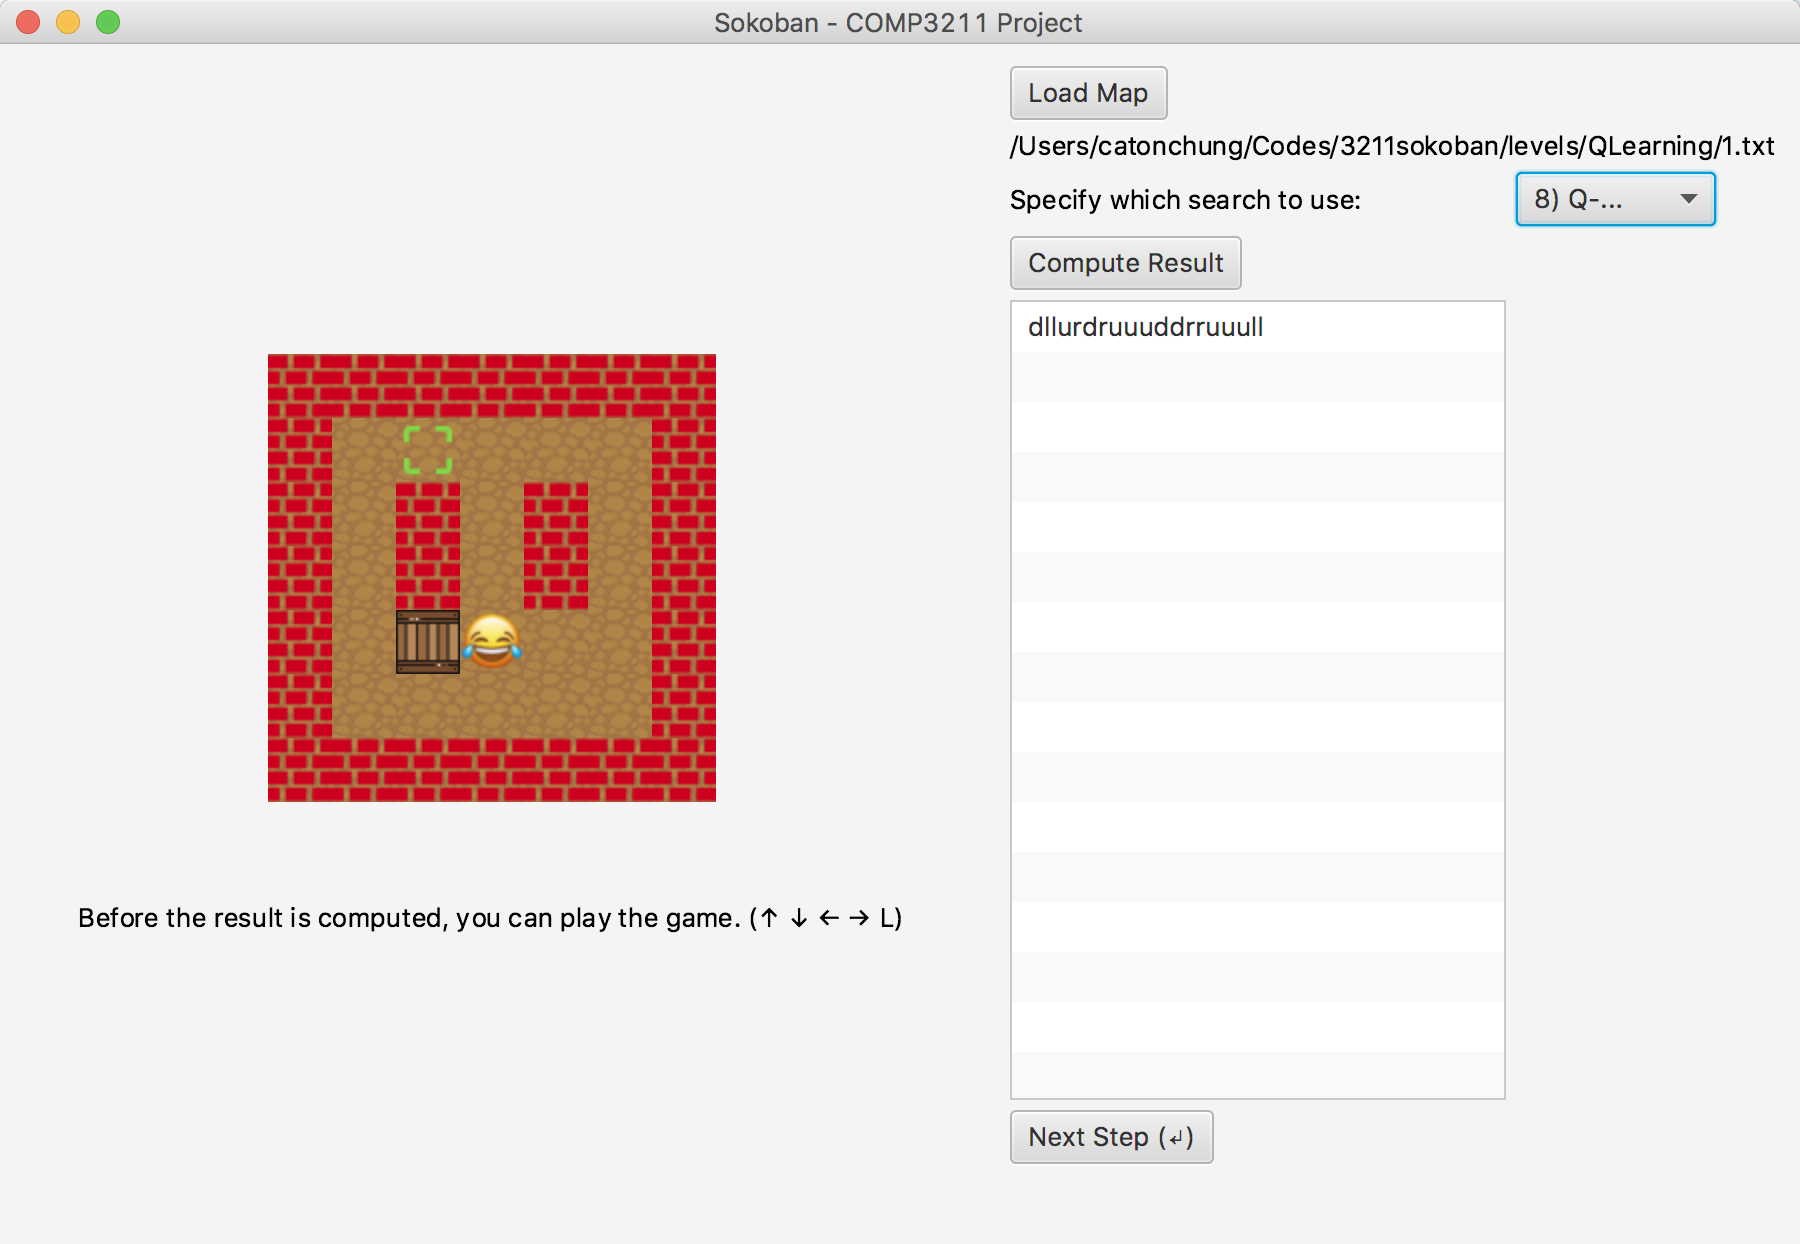 Sokoban - COMP3211 Project
Load Map
/Users/catonchung/Codes/3211sokoban/levels/QLearning/1.txt
Specify which search to use:
8) Q-...
Compute Result
dllurdruuuddrruuull
Before the result is computed, you can play the game. (↑ ↓ ← → L)
Next Step (↲)